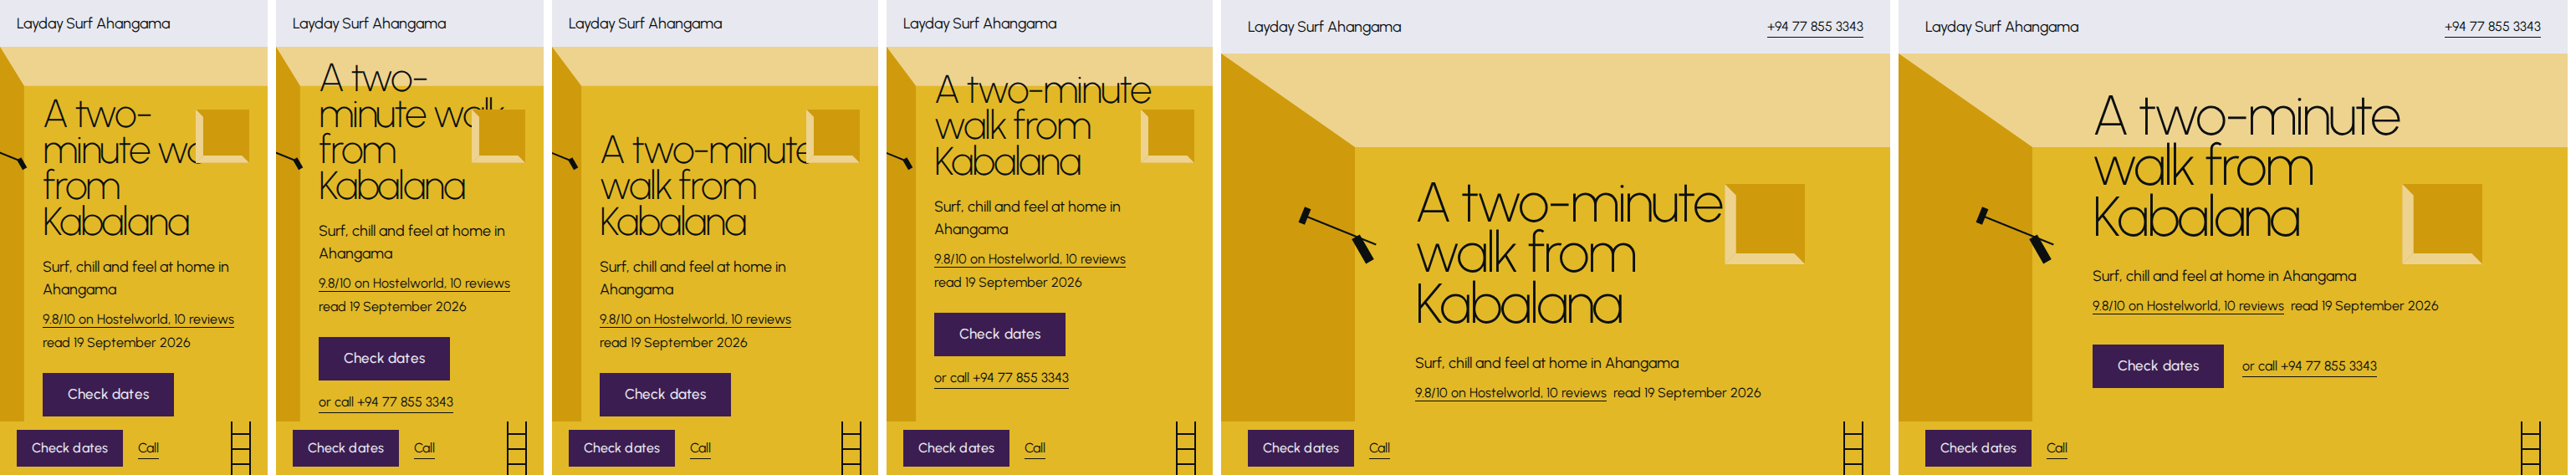 Layday Surf Ahangama
A two-
minute
from
Kabalana
Surf, chill and feel at home in
Ahangama
9.8/10 on Hostelworld, 10 reviews
read 19 September 2026
Check dates
Check dates Call
Layday Surf Ahangama
A two-
minute walk
from
Kabalana
Surf, chill and feel at home in
Ahangama
9.8/10 on Hostelworld, 10 reviews
read 19 September 2026
Check dates
or call +94 77 855 3343
Check dates Call
Layday Surf Ahangama
A two-minute
walk from
Kabalana
Surf, chill and feel at home in
Ahangama
9.8/10 on Hostelworld, 10 reviews
read 19 September 2026
Check dates
Check dates Call
Layday Surf Ahangama
A two-minute
walk from
Kabalana
Surf, chill and feel at home in
Ahangama
9.8/10 on Hostelworld, 10 reviews
read 19 September 2026
Check dates
or call +94 77 855 3343
Check dates Call
Layday Surf Ahangama +94 77 855 3343
A two-minute
walk from
Kabalana
Surf, chill and feel at home in Ahangama
9.8/10 on Hostelworld, 10 reviews read 19 September 2026
Check dates Call
Layday Surf Ahangama +94 77 855 3343
A two-minute
walk from
Kabalana
Surf, chill and feel at home in Ahangama
9.8/10 on Hostelworld, 10 reviews read 19 September 2026
Check dates or call +94 77 855 3343
Check dates Call